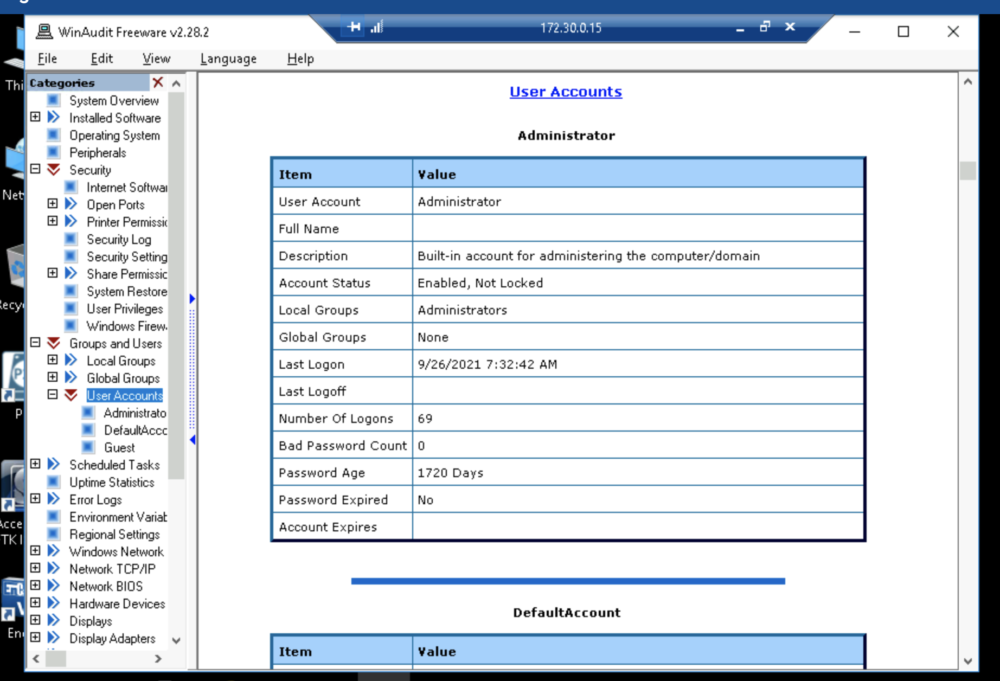 WinAudit Freeware v2.28.2
172.30.0.15
File Edit View Language Help
Categories
System Overview
Installed Software
Operating System
Peripherals
Security
Internet Softwar
Open Ports
Printer Permissic
Security Log
Security Setting
Share Permissic
System Restore
User Privileges
Windows Firew
Groups and Users
Local Groups
Global Groups
User Accounts
Administrato
DefaultAccc
Guest
Scheduled Tasks
Uptime Statistics
Error Logs
Environment Variat
Regional Settings
Windows Network
Network TCP/IP
Network BIOS
Hardware Devices
Displays
Display Adapters
User Accounts
Administrator
Item Value
User Account Administrator
Full Name
Description Built-in account for administering the computer/domain
Account Status Enabled, Not Locked
Local Groups Administrators
Global Groups None
Last Logon 9/26/2021 7:32:42 AM
Last Logoff
Number Of Logons 69
Bad Password Count 0
Password Age 1720 Days
Password Expired No
Account Expires
DefaultAccount
Item Value
Thi
Net
Recy
P
Acce
TK I
En